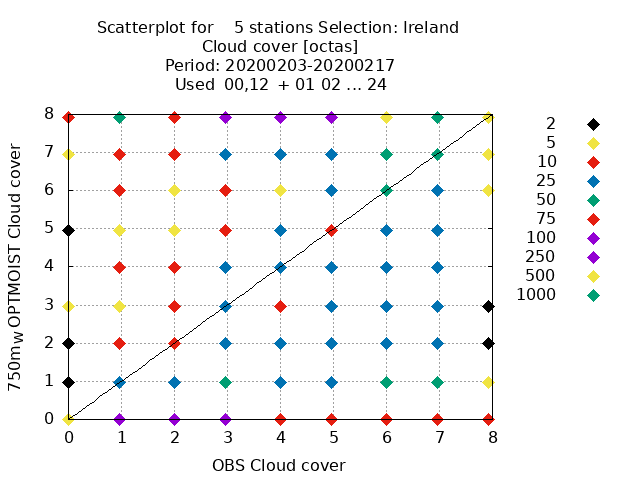 Scatterplot for 5 stations Selection: Ireland
Cloud cover [octas]
Period: 20200203-20200217
Used 00,12 + 01 02 ... 24
750mw OPTMOIST Cloud cover
8
7
6
5
4
3
2
1
0
0 1 2 3 4 5 6 7 8
OBS Cloud cover
2
5
10
25
50
75
100
250
500
1000